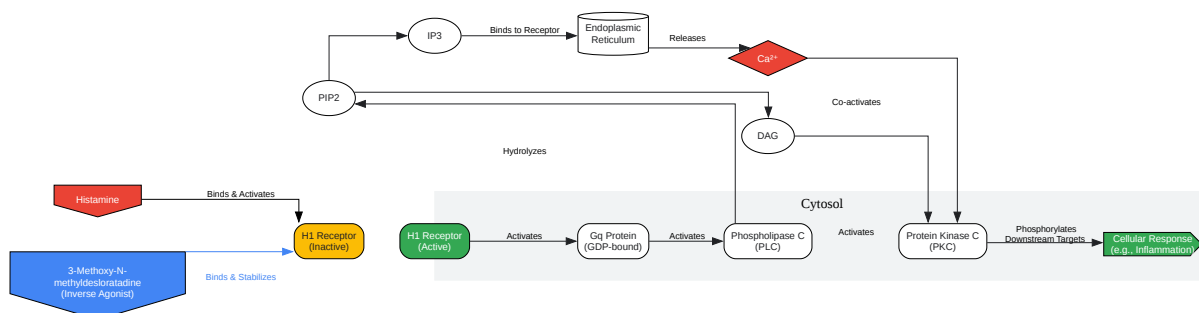 IP3
Binds to Receptor
Endoplasmic
Reticulum
Releases
Ca²⁺
PIP2
Co-activates
DAG
Hydrolyzes
Histamine
Binds & Activates
Cytosol
H1 Receptor
(Inactive)
H1 Receptor
(Active)
Activates
Gq Protein
(GDP-bound)
Activates
Phospholipase C
(PLC)
Activates
Protein Kinase C
(PKC)
Phosphorylates
Downstream Targets
Cellular Response
(e.g., Inflammation)
3-Methoxy-N-
methyldesloratadine
(Inverse Agonist)
Binds & Stabilizes